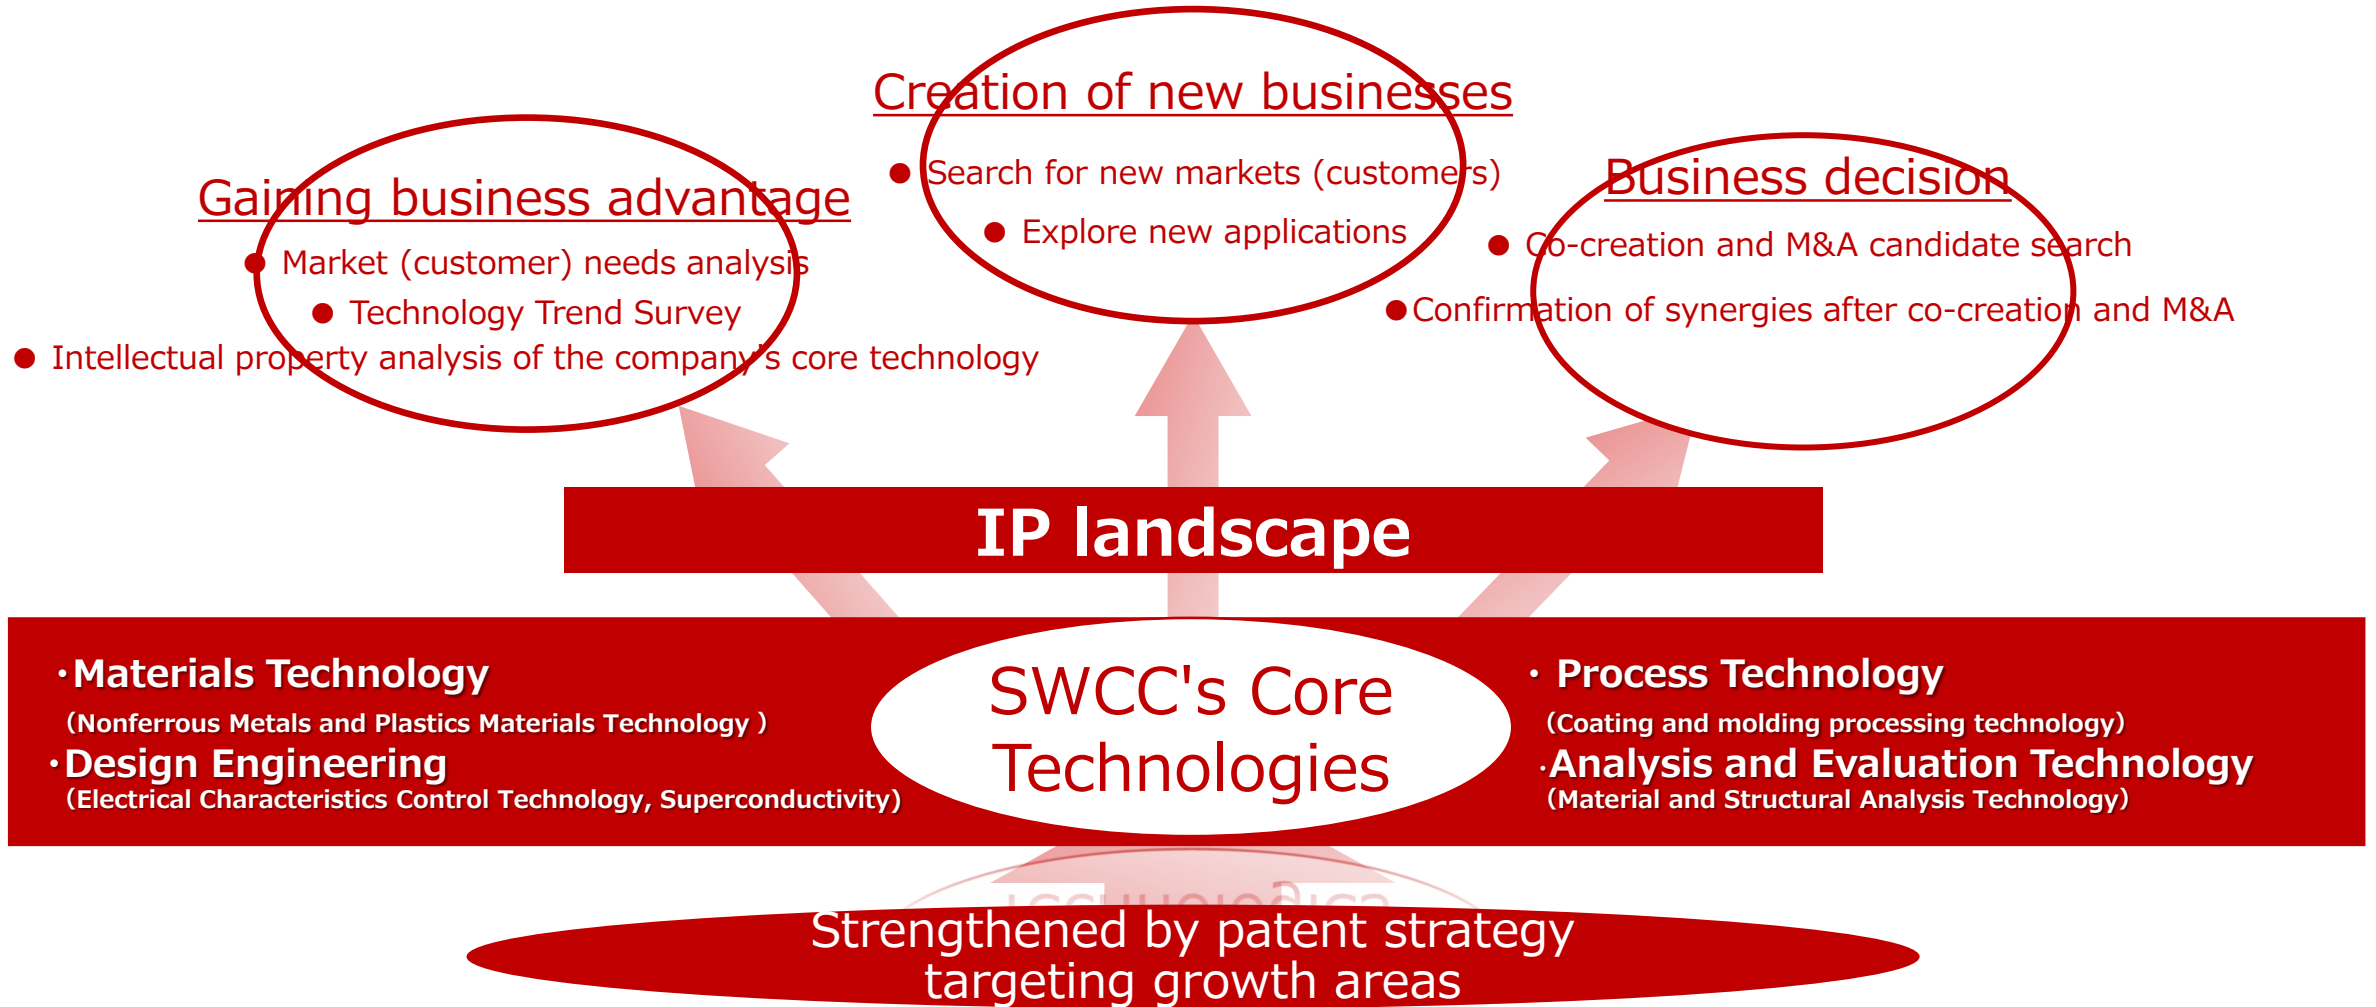 Creation of new businesses
● Search for new markets (customers)
● Explore new applications
Gaining business advantage
● Market (customer) needs analysis
● Technology Trend Survey
● Intellectual property analysis of the company's core technology
Business decision
● Co-creation and M&A candidate search
●Confirmation of synergies after co-creation and M&A
IP landscape
・Materials Technology
（Nonferrous Metals and Plastics Materials Technology ）
・Design Engineering
（Electrical Characteristics Control Technology, Superconductivity)
SWCC's Core
Technologies
・ Process Technology
（Coating and molding processing technology）
・Analysis and Evaluation Technology
（Material and Structural Analysis Technology）
Strengthened by patent strategy
targeting growth areas